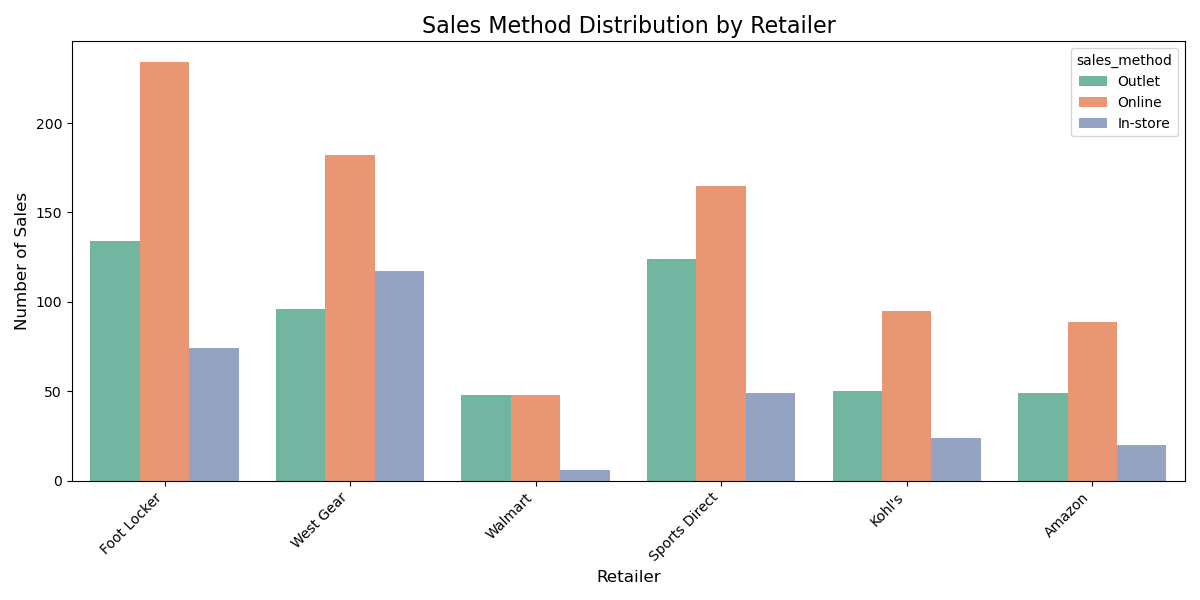 Sales Method Distribution by Retailer
sales_method
Outlet
Online
In-store
Number of Sales
200
150
100
50
0
Foot Locker
West Gear
Walmart
Sports Direct
Kohl's
Amazon
Retailer